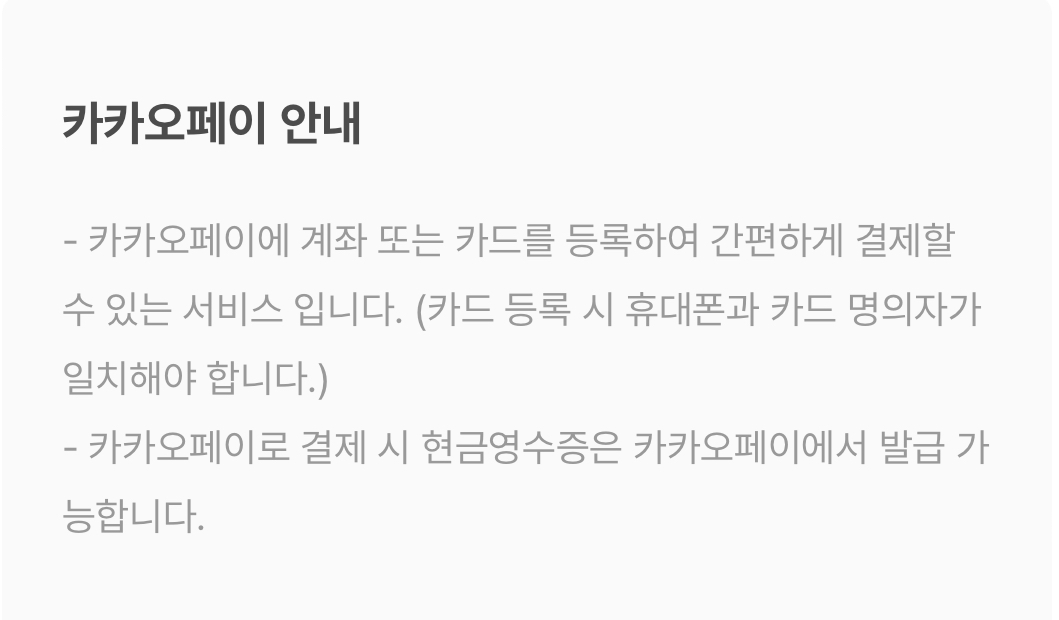 카카오페이 안내
- 카카오페이에 계좌 또는 카드를 등록하여 간편하게 결제할
수 있는 서비스 입니다. (카드 등록 시 휴대폰과 카드 명의자가
일치해야 합니다.)
- 카카오페이로 결제 시 현금영수증은 카카오페이에서 발급 가
능합니다.